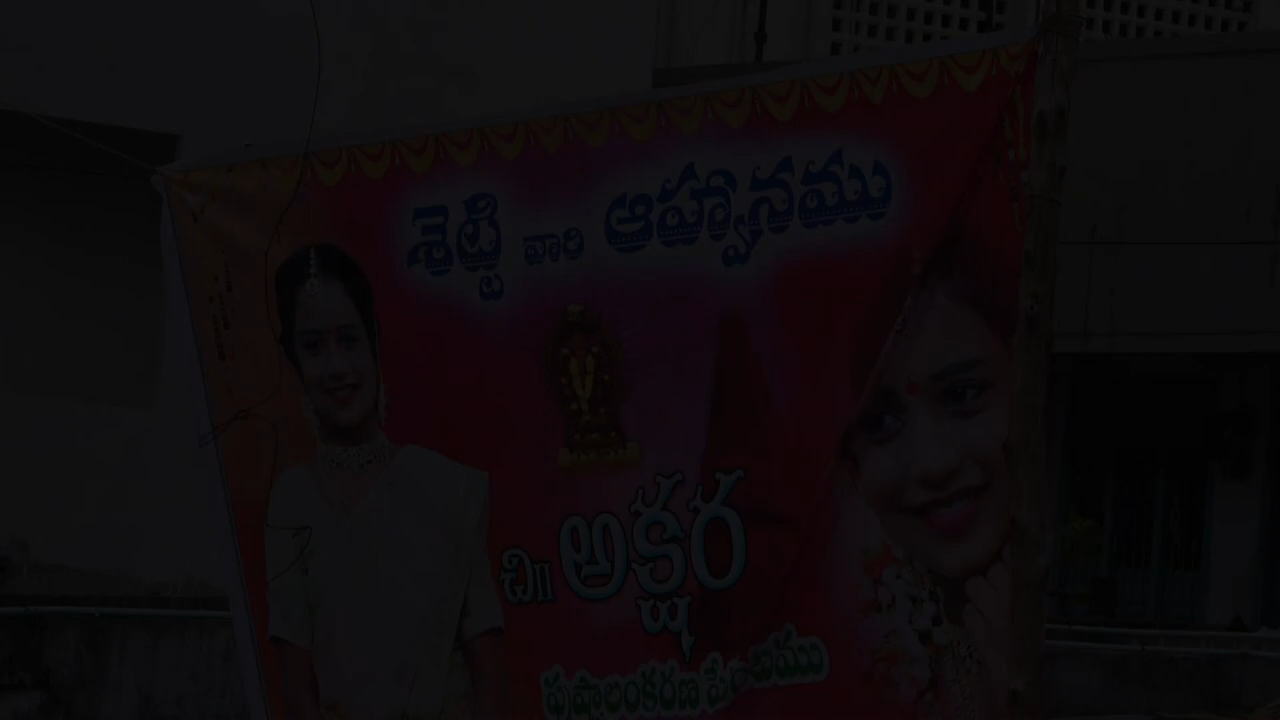 శెట్టి వారి ఆహ్వానము
చి॥ అక్షర
పుష్పాలంకరణ